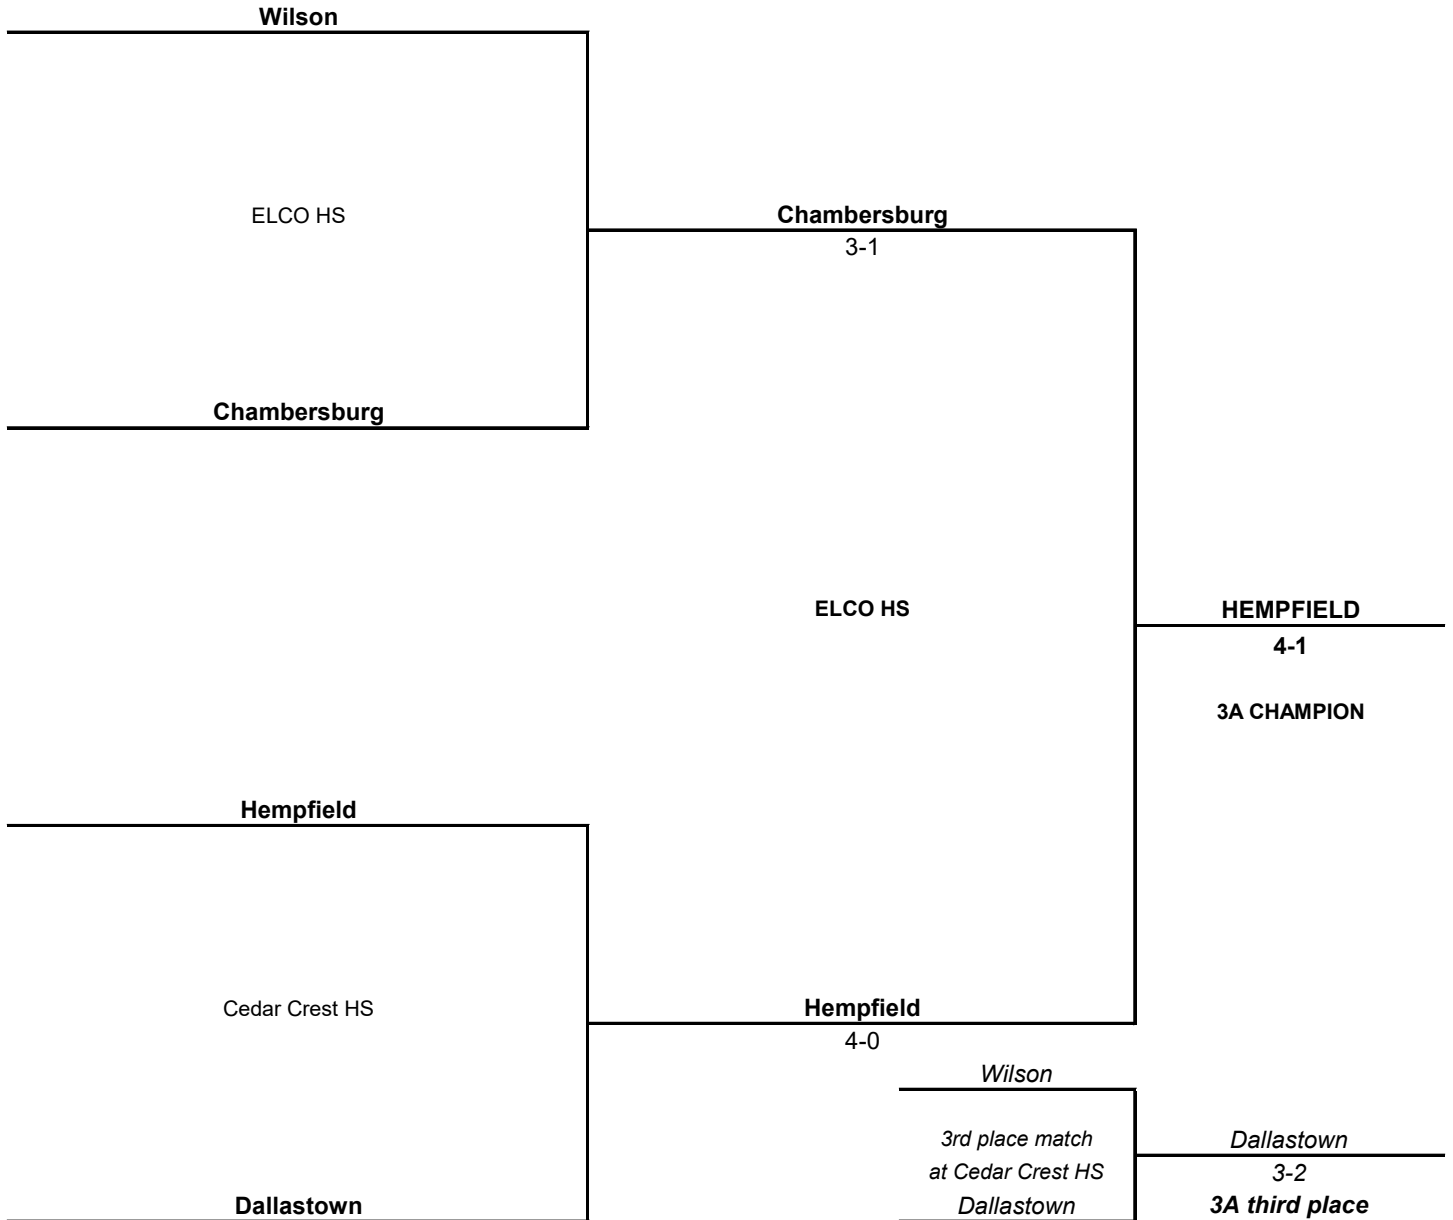 Wilson
ELCO HS
Chambersburg
3-1
Chambersburg
ELCO HS
HEMPFIELD
4-1
3A CHAMPION
Hempfield
Cedar Crest HS
Hempfield
4-0
Wilson
3rd place match
at Cedar Crest HS
Dallastown
3-2
Dallastown
Dallastown
3A third place